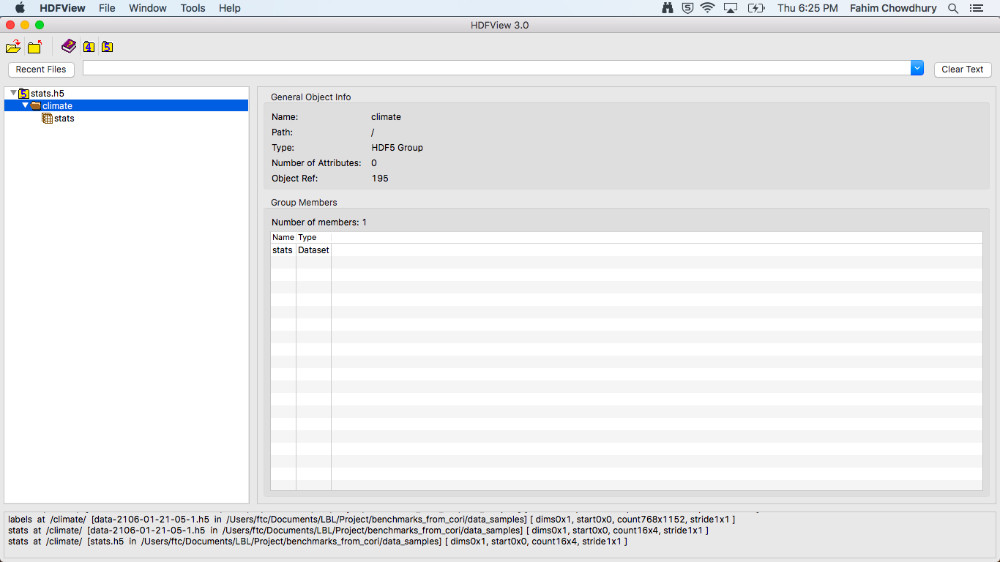 HDFView File Window Tools Help Thu 6:25 PM Fahim Chowdhury
HDFView 3.0
? 4 5
Recent Files Clear Text
5 stats.h5
climate
stats
General Object Info
Name: climate
Path: /
Type: HDF5 Group
Number of Attributes: 0
Object Ref: 195
Group Members
Number of members: 1
Name Type
stats Dataset
labels at /climate/ [data-2106-01-21-05-1.h5 in /Users/ftc/Documents/LBL/Project/benchmarks_from_cori/data_samples] [ dims0x1, start0x0, count768x1152, stride1x1 ]
stats at /climate/ [data-2106-01-21-05-1.h5 in /Users/ftc/Documents/LBL/Project/benchmarks_from_cori/data_samples] [ dims0x1, start0x0, count16x4, stride1x1 ]
stats at /climate/ [stats.h5 in /Users/ftc/Documents/LBL/Project/benchmarks_from_cori/data_samples] [ dims0x1, start0x0, count16x4, stride1x1 ]